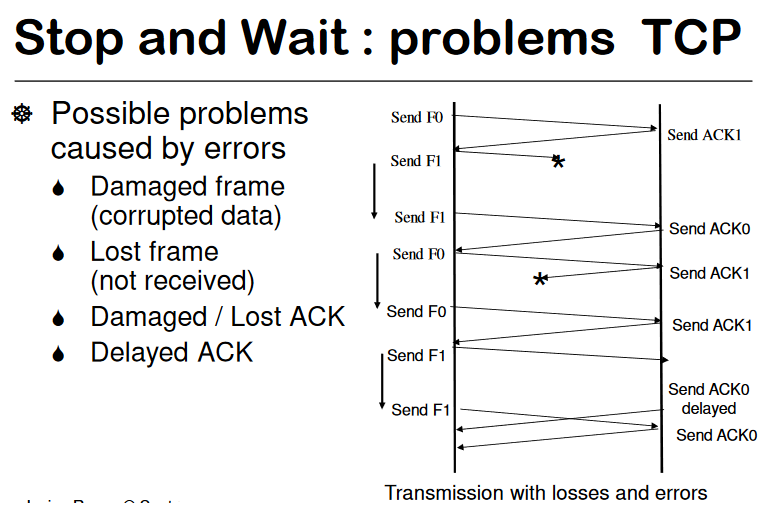 Stop and Wait : problems TCP
Possible problems
caused by errors
Damaged frame
(corrupted data)
Lost frame
(not received)
Damaged / Lost ACK
Delayed ACK
Send F0
Send ACK1
Send F1
Send F1
Send ACK0
Send F0
Send ACK1
Send F0
Send ACK1
Send F1
Send ACK0
delayed
Send F1
Send ACK0
Transmission with losses and errors